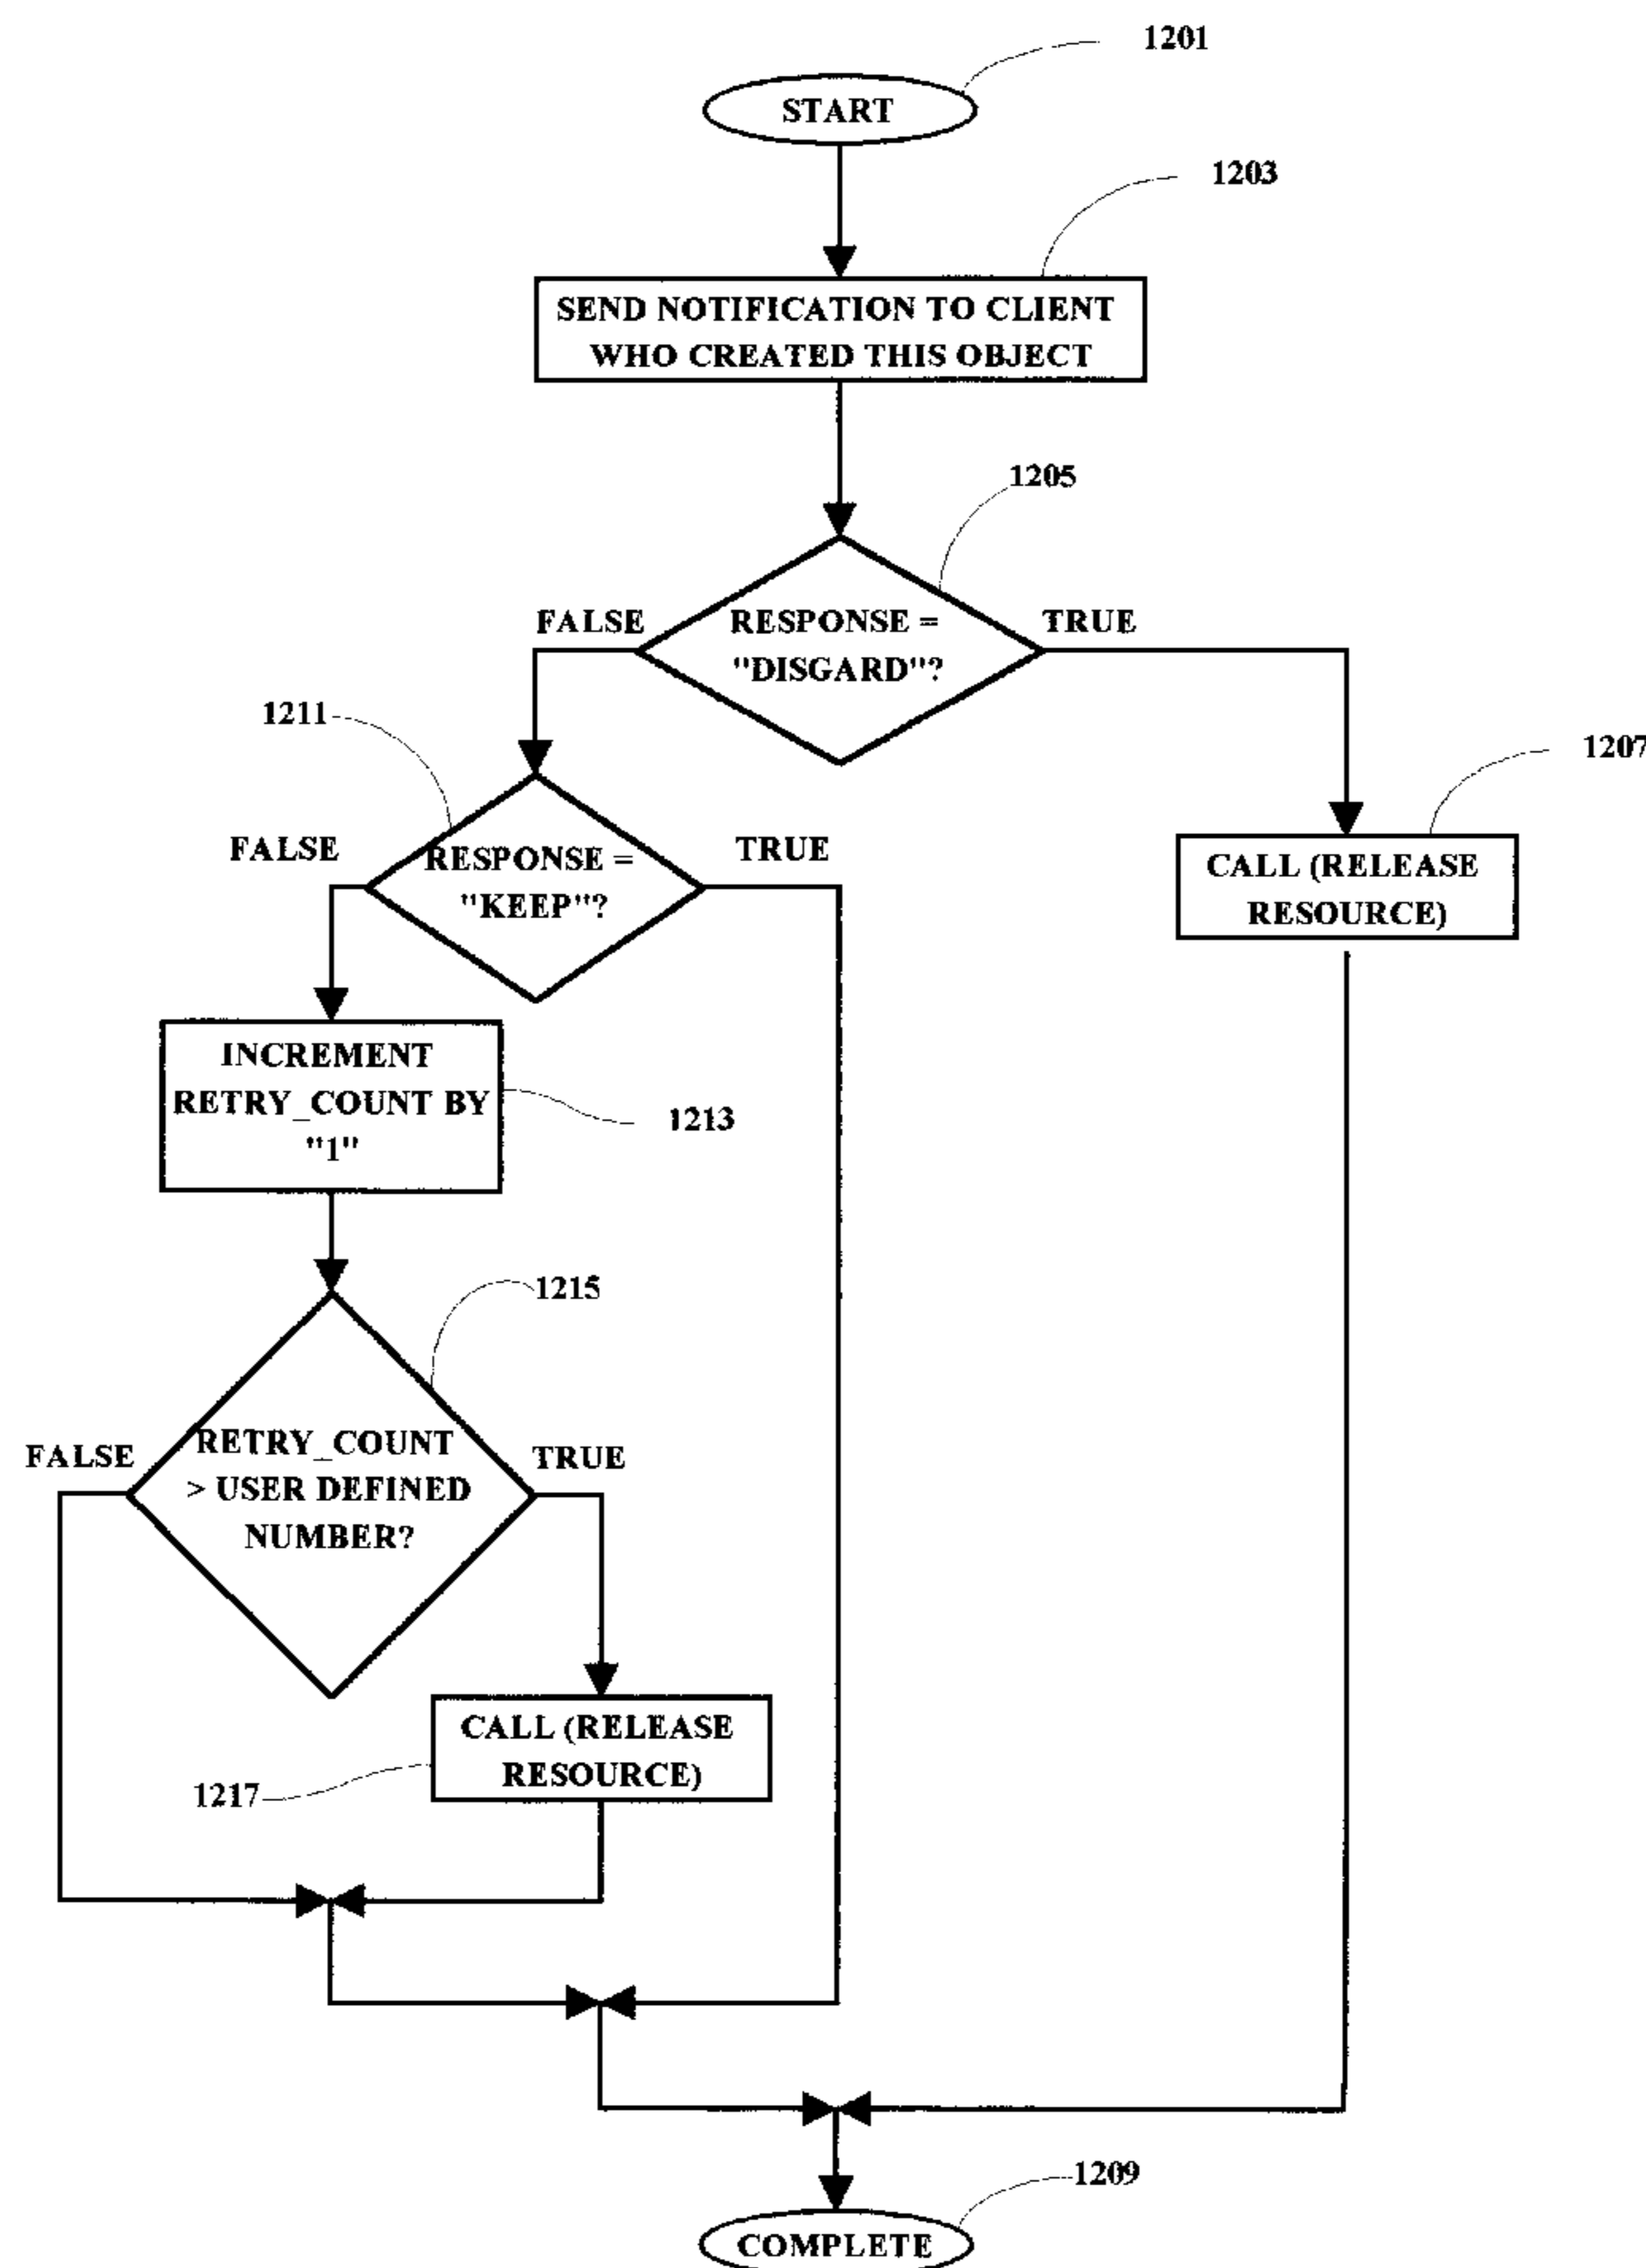 1201
START
1203
SEND NOTIFICATION TO CLIENT
WHO CREATED THIS OBJECT
1205
FALSE
RESPONSE =
"DISGARD"?
TRUE
1211
1207
FALSE
RESPONSE =
"KEEP"?
TRUE
CALL (RELEASE
RESOURCE)
INCREMENT
RETRY_COUNT BY
"1"
1213
1215
FALSE
RETRY_COUNT
> USER DEFINED
NUMBER?
TRUE
CALL (RELEASE
RESOURCE)
1217
1209
COMPLETE